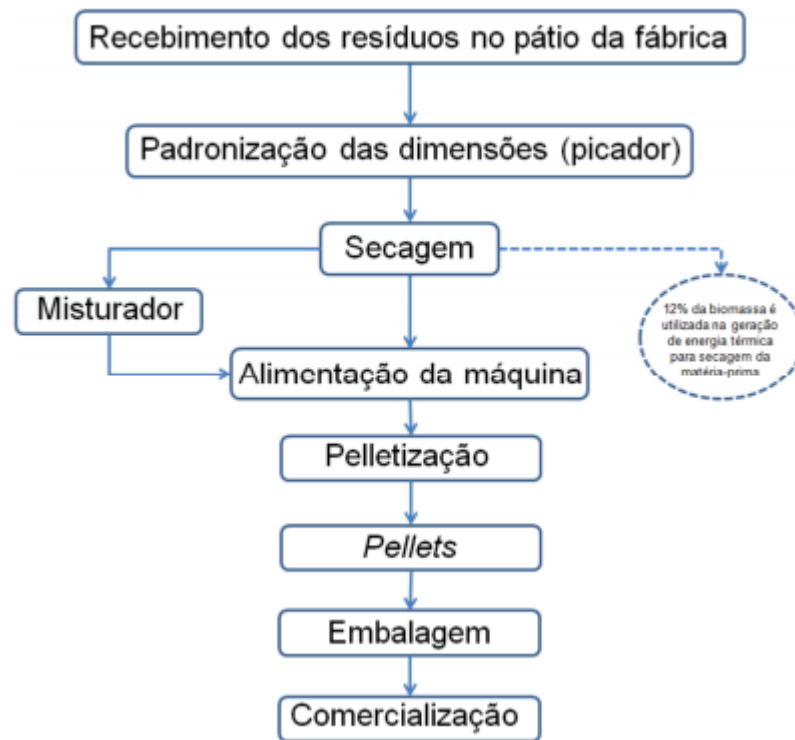 Recebimento dos resíduos no pátio da fábrica
Padronização das dimensões (picador)
Secagem
Misturador
12% da biomassa é
utilizada na geração
de energia térmica
para secagem da
matéria-prima
Alimentação da máquina
Pelletização
Pellets
Embalagem
Comercialização